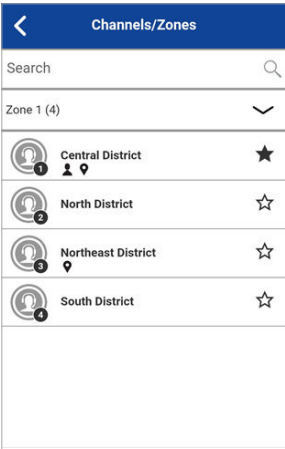 Channels/Zones
Search
Zone 1 (4)
Central District
1
North District
2
Northeast District
3
South District
4